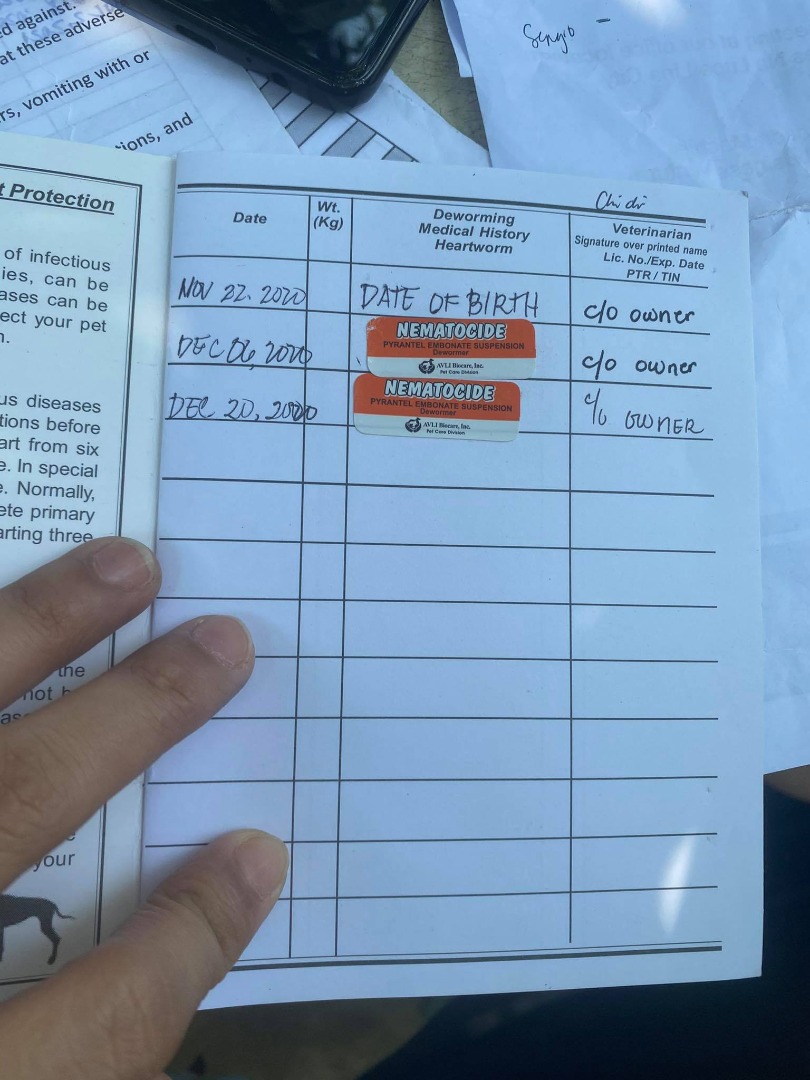 ed against.
at these adverse
rs, vomiting with or
tions, and
Sergio -
t Protection
of infectious
ies, can be
ases can be
ect your pet
n.
us diseases
tions before
art from six
e. In special
e. Normally,
ete primary
arting three
the
not
your
Chidi
Date
Wt.
(Kg)
Deworming
Medical History
Heartworm
Veterinarian
Signature over printed name
Lic. No./Exp. Date
PTR / TIN
NOV 22. 2020 DATE OF BIRTH c/o owner
DEC 06, 2020 c/o owner
NEMATOCIDE
PYRANTEL EMBONATE SUSPENSION
Dewormer
AVLI Biocare, Inc.
Pet Care Division
DEC 20, 2020 c/o OWNER
NEMATOCIDE
PYRANTEL EMBONATE SUSPENSION
Dewormer
AVLI Biocare, Inc.
Pet Care Division